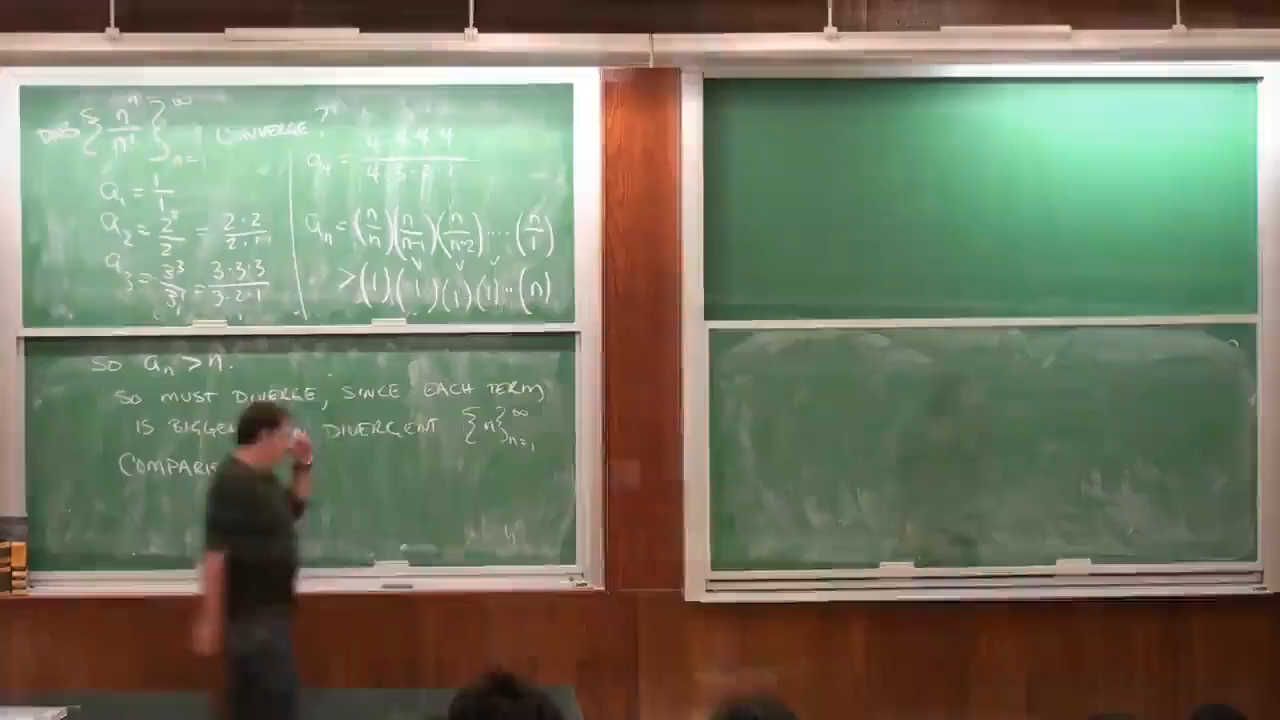 DOES { n^n / n! }_{n=1}^∞ CONVERGE?
a_1 = 1/1
a_2 = 2^2/2! = 2·2 / 2·1
a_3 = 3^3/3! = 3·3·3 / 3·2·1
a_4 = 4·4·4·4 / 4·3·2·1
a_n = (n/n)(n/n-1)(n/n-2)....(n/1)
> (1)(1)(1)(1)..(n)
SO a_n > n.
SO MUST DIVERGE, SINCE EACH TERM
IS DIVERGENT {n}_{n=1}^∞